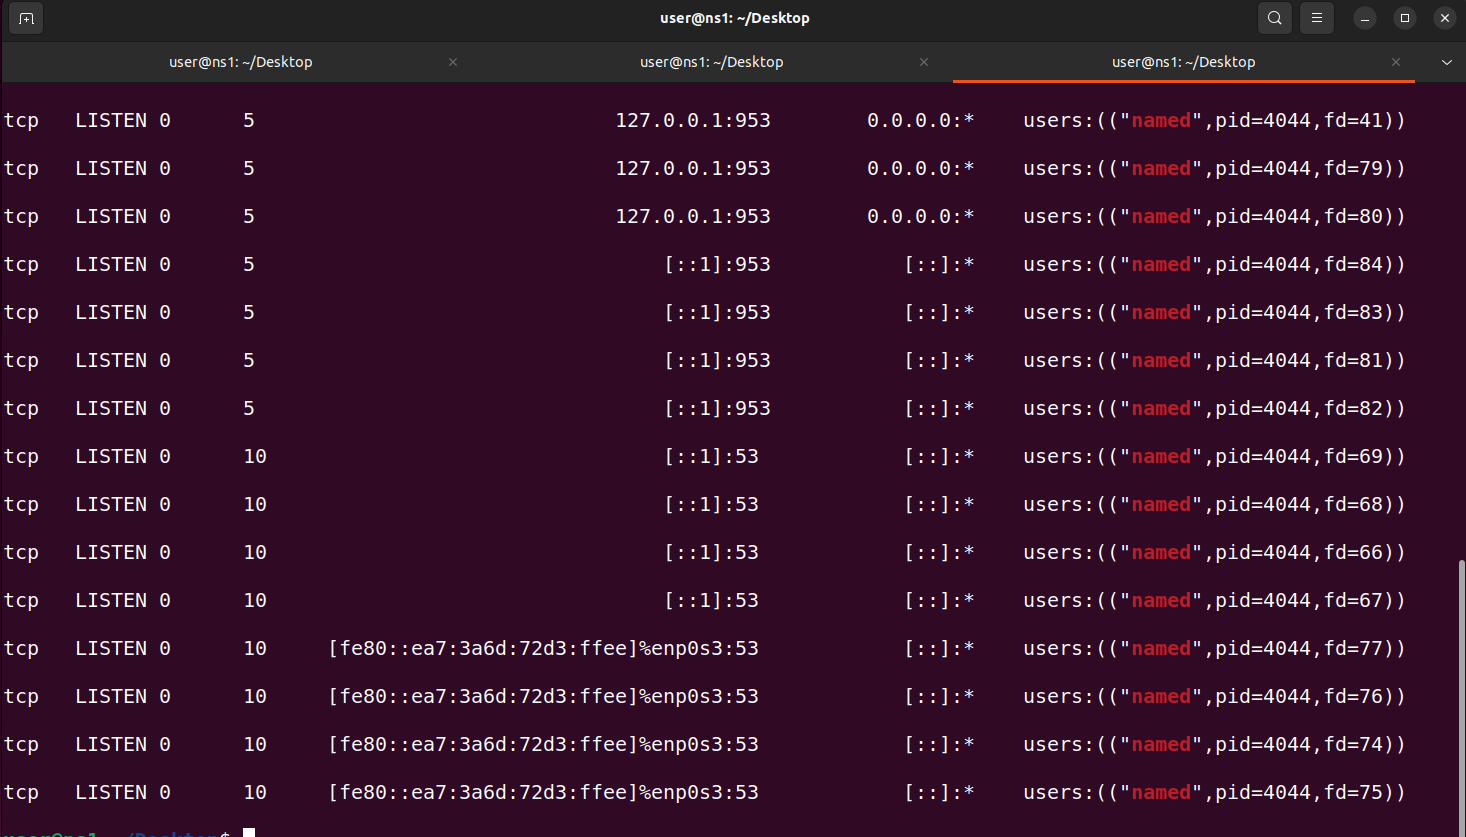 user@ns1: ~/Desktop
user@ns1: ~/Desktop user@ns1: ~/Desktop user@ns1: ~/Desktop
tcp LISTEN 0 5 127.0.0.1:953 0.0.0.0:* users:(("named",pid=4044,fd=41))
tcp LISTEN 0 5 127.0.0.1:953 0.0.0.0:* users:(("named",pid=4044,fd=79))
tcp LISTEN 0 5 127.0.0.1:953 0.0.0.0:* users:(("named",pid=4044,fd=80))
tcp LISTEN 0 5 [::1]:953 [::]:* users:(("named",pid=4044,fd=84))
tcp LISTEN 0 5 [::1]:953 [::]:* users:(("named",pid=4044,fd=83))
tcp LISTEN 0 5 [::1]:953 [::]:* users:(("named",pid=4044,fd=81))
tcp LISTEN 0 5 [::1]:953 [::]:* users:(("named",pid=4044,fd=82))
tcp LISTEN 0 10 [::1]:53 [::]:* users:(("named",pid=4044,fd=69))
tcp LISTEN 0 10 [::1]:53 [::]:* users:(("named",pid=4044,fd=68))
tcp LISTEN 0 10 [::1]:53 [::]:* users:(("named",pid=4044,fd=66))
tcp LISTEN 0 10 [::1]:53 [::]:* users:(("named",pid=4044,fd=67))
tcp LISTEN 0 10 [fe80::ea7:3a6d:72d3:ffee]%enp0s3:53 [::]:* users:(("named",pid=4044,fd=77))
tcp LISTEN 0 10 [fe80::ea7:3a6d:72d3:ffee]%enp0s3:53 [::]:* users:(("named",pid=4044,fd=76))
tcp LISTEN 0 10 [fe80::ea7:3a6d:72d3:ffee]%enp0s3:53 [::]:* users:(("named",pid=4044,fd=74))
tcp LISTEN 0 10 [fe80::ea7:3a6d:72d3:ffee]%enp0s3:53 [::]:* users:(("named",pid=4044,fd=75))
user@ns1:~/Desktop$